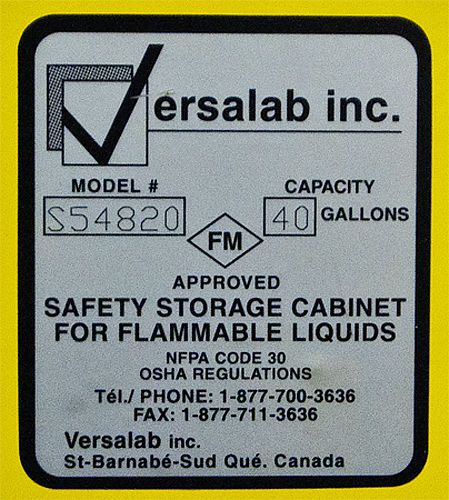 Versalab inc.
MODEL # CAPACITY
S54820 40 GALLONS
FM
APPROVED
SAFETY STORAGE CABINET
FOR FLAMMABLE LIQUIDS
NFPA CODE 30
OSHA REGULATIONS
Tél./ PHONE: 1-877-700-3636
FAX: 1-877-711-3636
Versalab inc.
St-Barnabé-Sud Qué. Canada